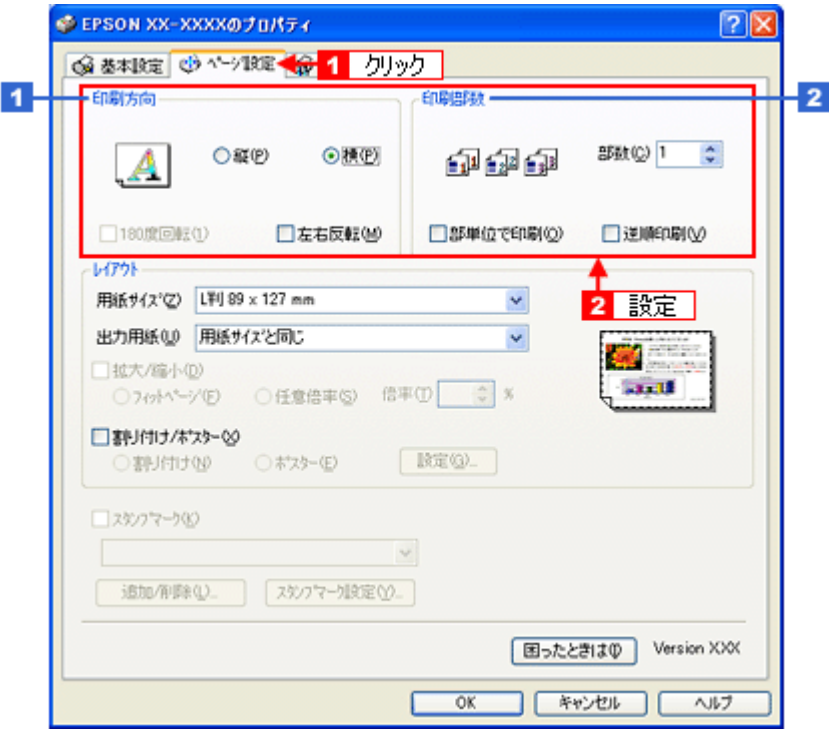 EPSON XX-XXXXのプロパティ
基本設定 ページ設定 1 クリック
1 印刷方向 印刷部数 2
縦(P) 横(P) 部数(C) 1
180度回転(1) 左右反転(M) 部単位で印刷(O) 逆順印刷(V)
レイアウト
2 設定
用紙サイズ(Z) L判 89 x 127 mm
出力用紙(U) 用紙サイズと同じ
拡大/縮小(D)
フィットページ(F) 任意倍率(S) 倍率(T) %
割り付け/ポスター(X)
割り付け(N) ポスター(E) 設定(G)...
スタンプマーク(K)
追加/削除(L)... スタンプマーク設定(Y)...
困ったときは(I) Version XXX
OK キャンセル ヘルプ